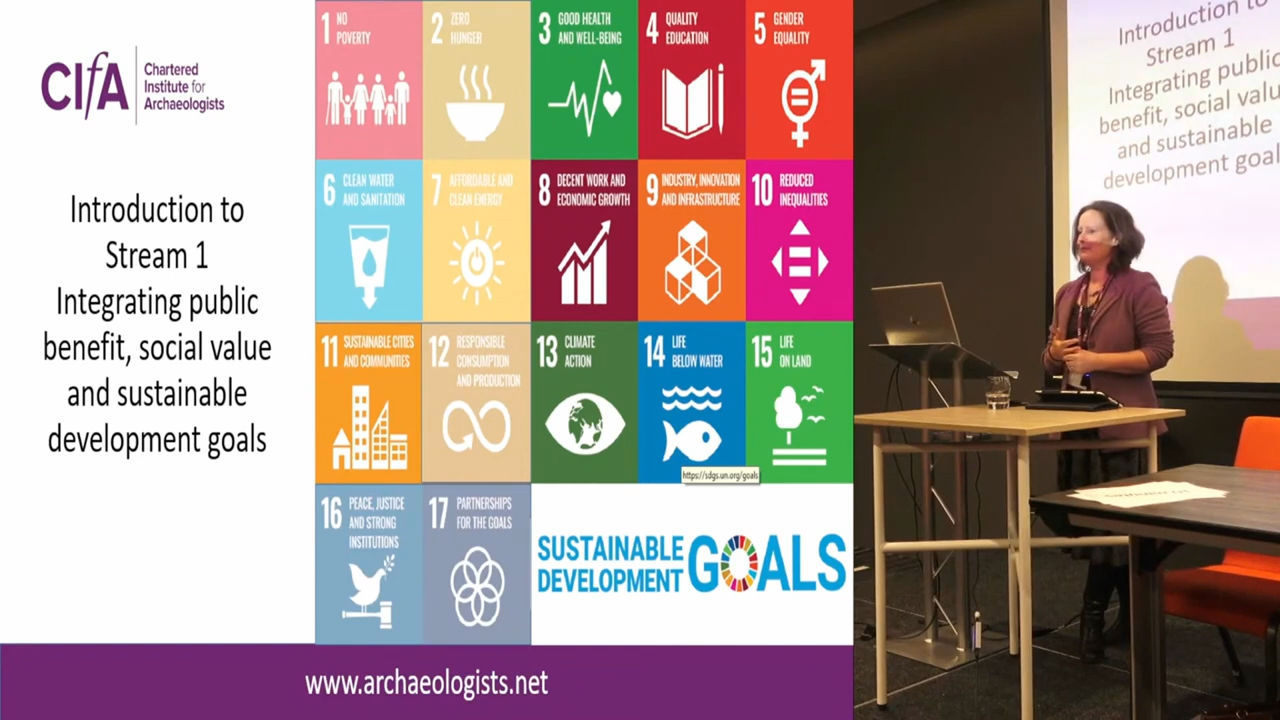 CIfA
Chartered
Institute for
Archaeologists
Introduction to
Stream 1
Integrating public
benefit, social value
and sustainable
development goals
1 NO
POVERTY
2 ZERO
HUNGER
3 GOOD HEALTH
AND WELL-BEING
4 QUALITY
EDUCATION
5 GENDER
EQUALITY
6 CLEAN WATER
AND SANITATION
7 AFFORDABLE AND
CLEAN ENERGY
8 DECENT WORK AND
ECONOMIC GROWTH
9 INDUSTRY, INNOVATION
AND INFRASTRUCTURE
10 REDUCED
INEQUALITIES
11 SUSTAINABLE CITIES
AND COMMUNITIES
12 RESPONSIBLE
CONSUMPTION
AND PRODUCTION
13 CLIMATE
ACTION
14 LIFE
BELOW WATER
15 LIFE
ON LAND
https://sdgs.un.org/goals
16 PEACE, JUSTICE
AND STRONG
INSTITUTIONS
17 PARTNERSHIPS
FOR THE GOALS
SUSTAINABLE
DEVELOPMENT
GOALS
www.archaeologists.net
Introduction to
Stream 1
Integrating public
benefit, social valu
and sustainable
development goal